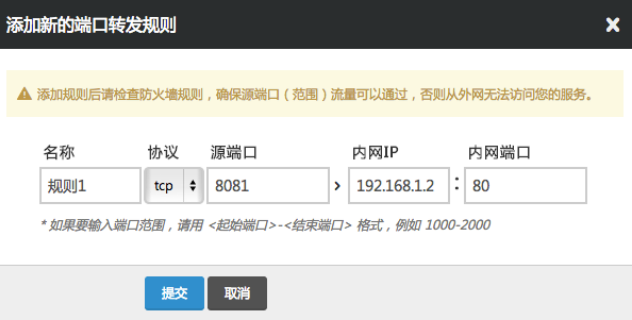 添加新的端口转发规则
添加规则后请检查防火墙规则，确保源端口（范围）流量可以通过，否则从外网无法访问您的服务。
名称 协议 源端口 内网IP 内网端口
规则1 tcp 8081 > 192.168.1.2 : 80
* 如果要输入端口范围，请用 <起始端口>-<结束端口> 格式，例如 1000-2000
提交 取消